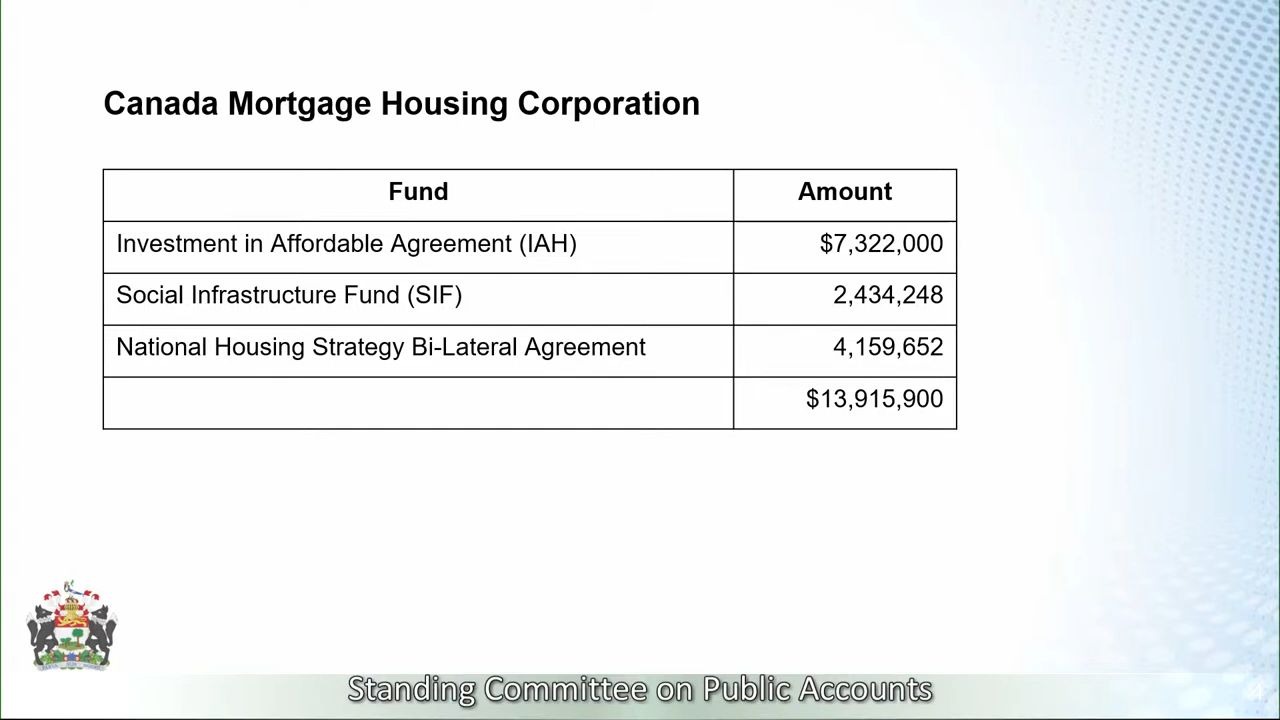 Canada Mortgage Housing Corporation
Fund Amount
Investment in Affordable Agreement (IAH) $7,322,000
Social Infrastructure Fund (SIF) 2,434,248
National Housing Strategy Bi-Lateral Agreement 4,159,652
$13,915,900
Standing Committee on Public Accounts